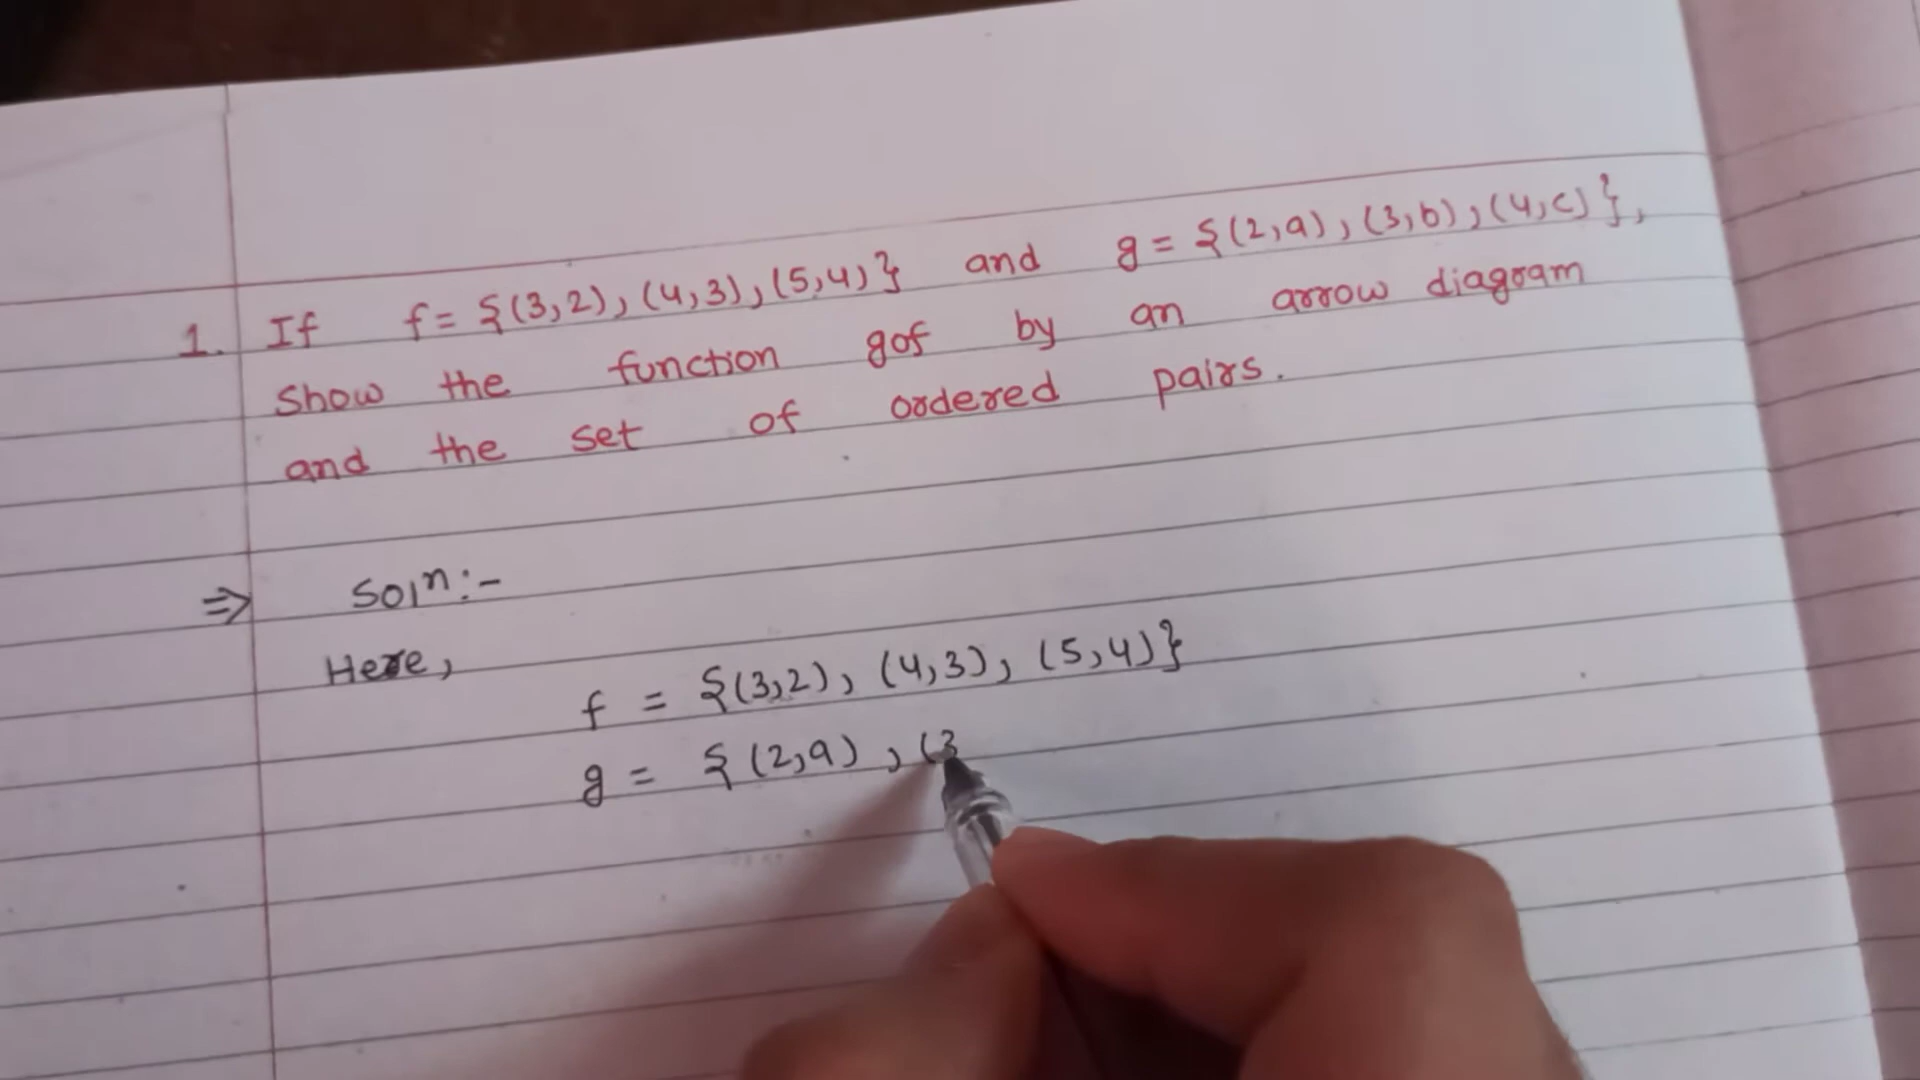 1. If f = {(3,2), (4,3), (5,4)} and g = {(2,a), (3,b), (4,c)},
show the function gof by an arrow diagram
and the set of ordered pairs.
⇒ Solⁿ:-
Here,
f = {(3,2), (4,3), (5,4)}
g = {(2,a), (3